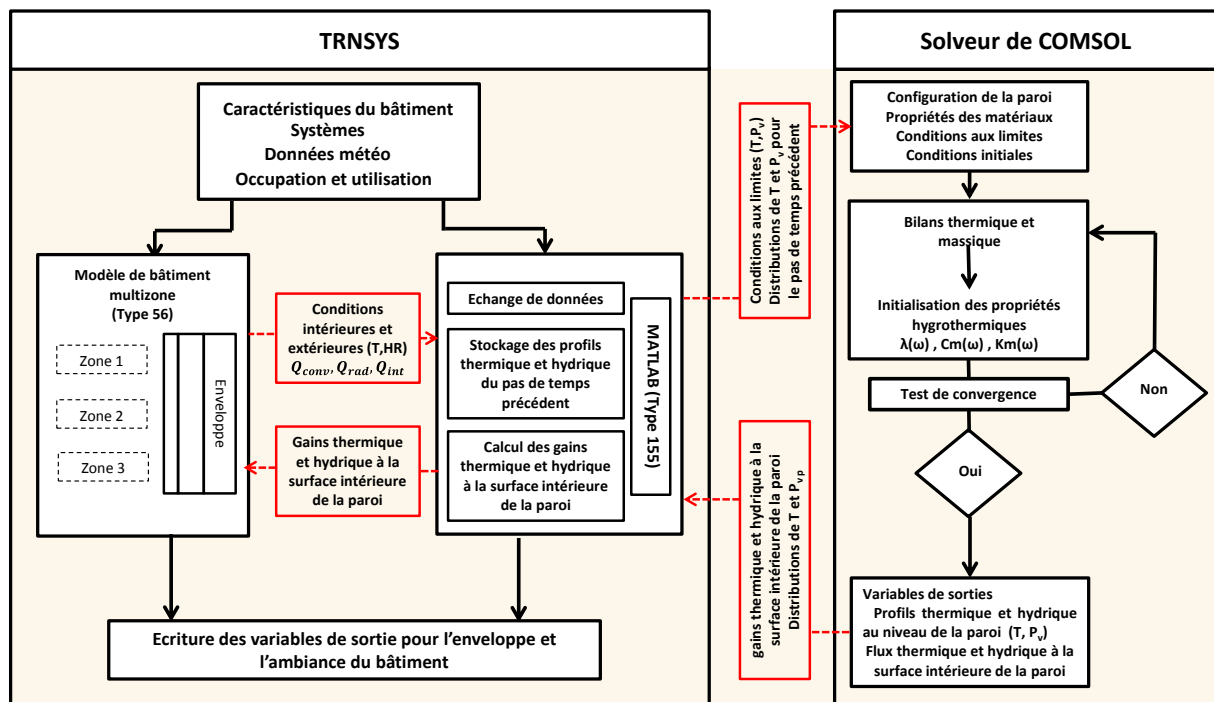 TRNSYS
Caractéristiques du bâtiment
Systèmes
Données météo
Occupation et utilisation
Modèle de bâtiment
multizone
(Type 56)
Zone 1
Zone 2
Zone 3
Enveloppe
Conditions
intérieures et
extérieures (T,HR)
Q_conv, Q_rad, Q_int
Gains thermique
et hydrique à la
surface intérieure
de la paroi
Echange de données
Stockage des profils
thermique et hydrique
du pas de temps
précédent
Calcul des gains
thermique et hydrique
à la surface intérieure
de la paroi
MATLAB (Type 155)
Ecriture des variables de sortie pour l'enveloppe et
l'ambiance du bâtiment
Conditions aux limites (T,Pv)
Distributions de T et Pv pour
le pas de temps précédent
gains thermique et hydrique à la
surface intérieure de la paroi
Distributions de T et Pvp
Solveur de COMSOL
Configuration de la paroi
Propriétés des matériaux
Conditions aux limites
Conditions initiales
Bilans thermique et
massique
Initialisation des propriétés
hygrothermiques
λ(ω) , Cm(ω) , Km(ω)
Test de convergence
Non
Oui
Variables de sorties
Profils thermique et hydrique
au niveau de la paroi (T, Pv)
Flux thermique et hydrique à la
surface intérieure de la paroi